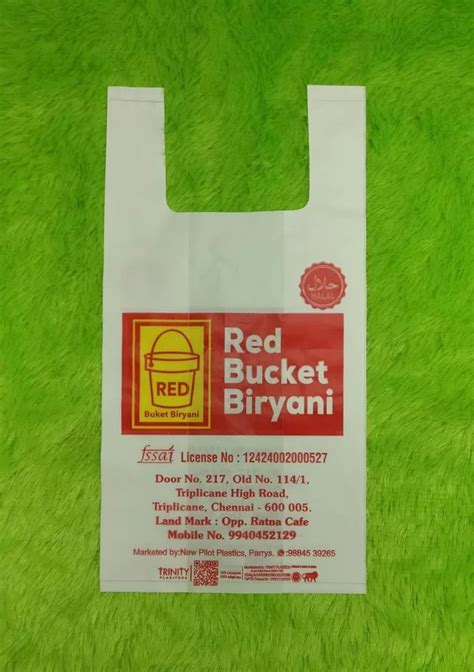 حلال
HALAL
RED
Buket Biryani
Red
Bucket
Biryani
fssai License No : 12424002000527
Door No. 217, Old No. 114/1,
Triplicane High Road,
Triplicane, Chennai - 600 005.
Land Mark : Opp. Ratna Cafe
Mobile No. 9940452129
Marketed by:New Pilot Plastics, Parrys. :98845 39265
TRINITY